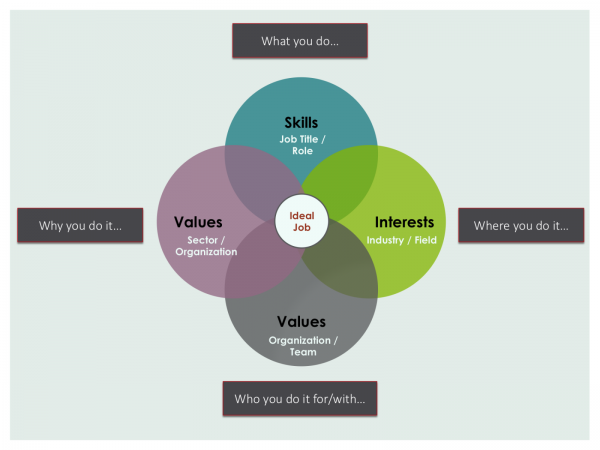 What you do...
Skills
Job Title /
Role
Why you do it...
Values
Sector /
Organization
Ideal
Job
Interests
Industry / Field
Where you do it...
Values
Organization /
Team
Who you do it for/with...